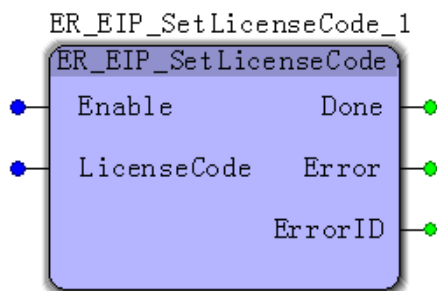 ER_EIP_SetLicenseCode_1
ER_EIP_SetLicenseCode
Enable Done
LicenseCode Error
ErrorID